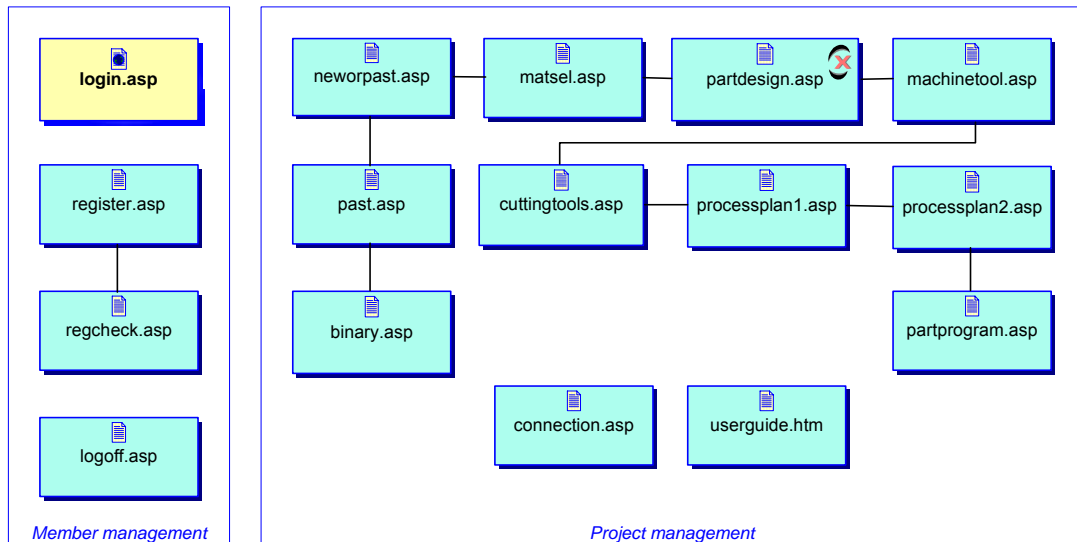 login.asp
neworpast.asp
matsel.asp
partdesign.asp
machinetool.asp
register.asp
past.asp
cuttingtools.asp
processplan1.asp
processplan2.asp
regcheck.asp
binary.asp
partprogram.asp
logoff.asp
connection.asp
userguide.htm
Member management
Project management